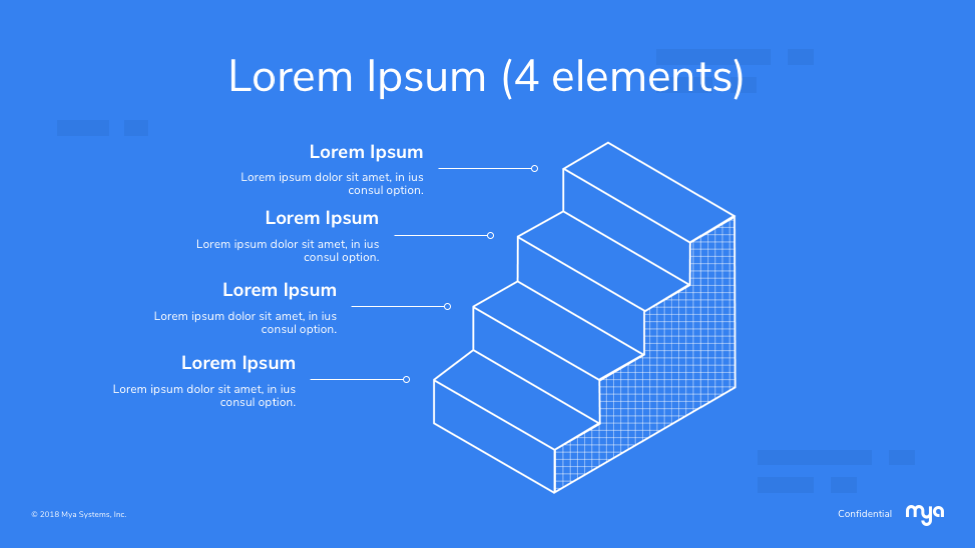 Lorem Ipsum (4 elements)
Lorem Ipsum
Lorem ipsum dolor sit amet, in ius
consul option.
Lorem Ipsum
Lorem ipsum dolor sit amet, in ius
consul option.
Lorem Ipsum
Lorem ipsum dolor sit amet, in ius
consul option.
Lorem Ipsum
Lorem ipsum dolor sit amet, in ius
consul option.
© 2018 Mya Systems, Inc.
Confidential
mya